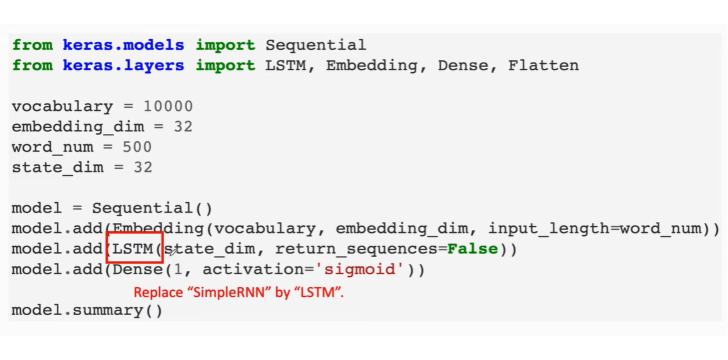 from keras.models import Sequential
from keras.layers import LSTM, Embedding, Dense, Flatten
vocabulary = 10000
embedding_dim = 32
word_num = 500
state_dim = 32
model = Sequential()
model.add(Embedding(vocabulary, embedding_dim, input_length=word_num))
model.add(LSTM(state_dim, return_sequences=False))
model.add(Dense(1, activation='sigmoid'))
Replace “SimpleRNN” by “LSTM”.
model.summary()